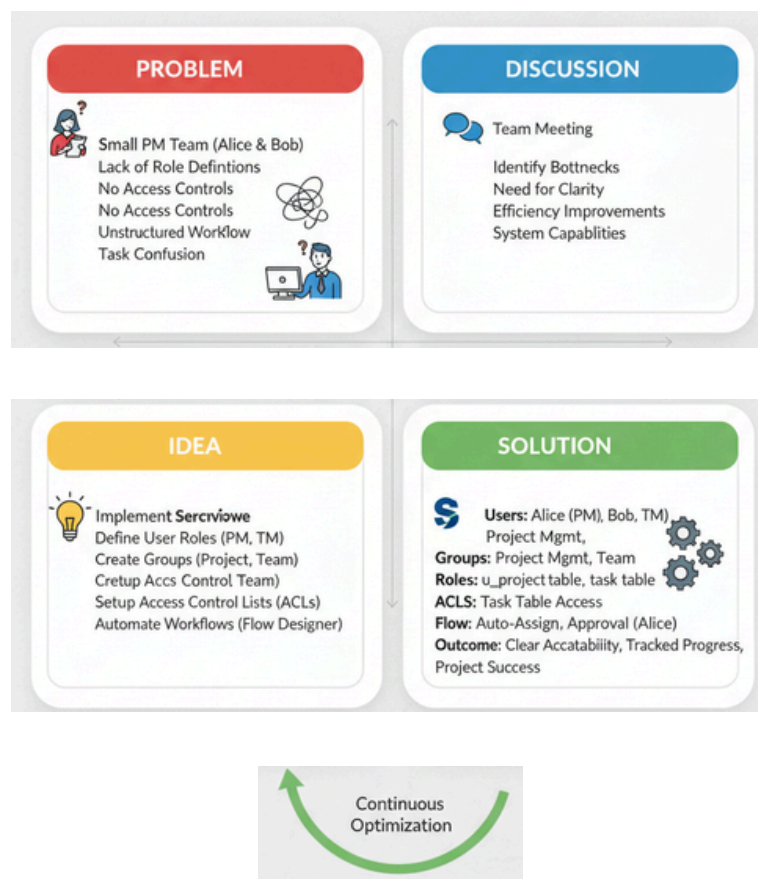 PROBLEM
Small PM Team (Alice & Bob)
Lack of Role Defintions
No Access Controls
No Access Controls
Unstructured Workflow
Task Confusion
DISCUSSION
Team Meeting
Identify Bottnecks
Need for Clarity
Efficiency Improvements
System Capablities
IDEA
Implement Sercrviowe
Define User Roles (PM, TM)
Create Groups (Project, Team)
Cretup Accs Control Team)
Setup Access Control Lists (ACLs)
Automate Workflows (Flow Designer)
SOLUTION
Users: Alice (PM), Bob, TM)
Project Mgmt,
Groups: Project Mgmt, Team
Roles: u_project table, task table
ACLS: Task Table Access
Flow: Auto-Assign, Approval (Alice)
Outcome: Clear Accatabiiity, Tracked Progress,
Project Success
Continuous
Optimization